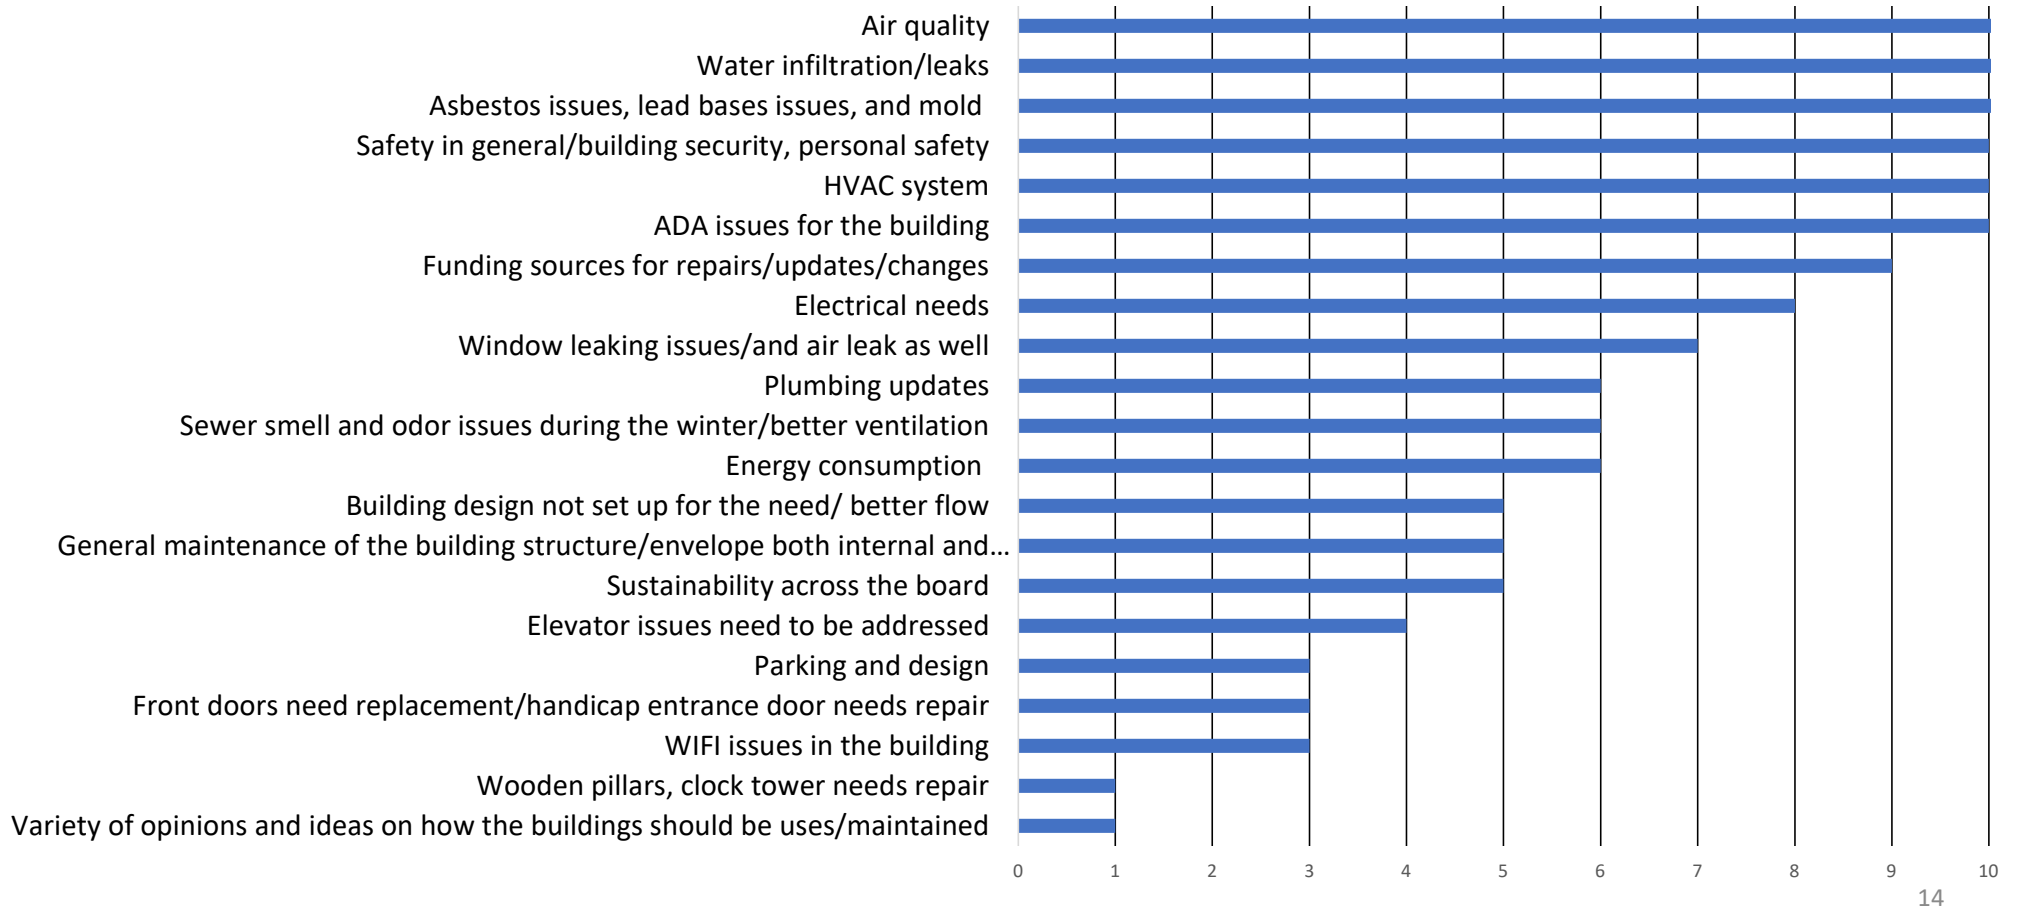 Air quality
Water infiltration/leaks
Asbestos issues, lead bases issues, and mold
Safety in general/building security, personal safety
HVAC system
ADA issues for the building
Funding sources for repairs/updates/changes
Electrical needs
Window leaking issues/and air leak as well
Plumbing updates
Sewer smell and odor issues during the winter/better ventilation
Energy consumption
Building design not set up for the need/ better flow
General maintenance of the building structure/envelope both internal and...
Sustainability across the board
Elevator issues need to be addressed
Parking and design
Front doors need replacement/handicap entrance door needs repair
WIFI issues in the building
Wooden pillars, clock tower needs repair
Variety of opinions and ideas on how the buildings should be uses/maintained
0 1 2 3 4 5 6 7 8 9 10
14